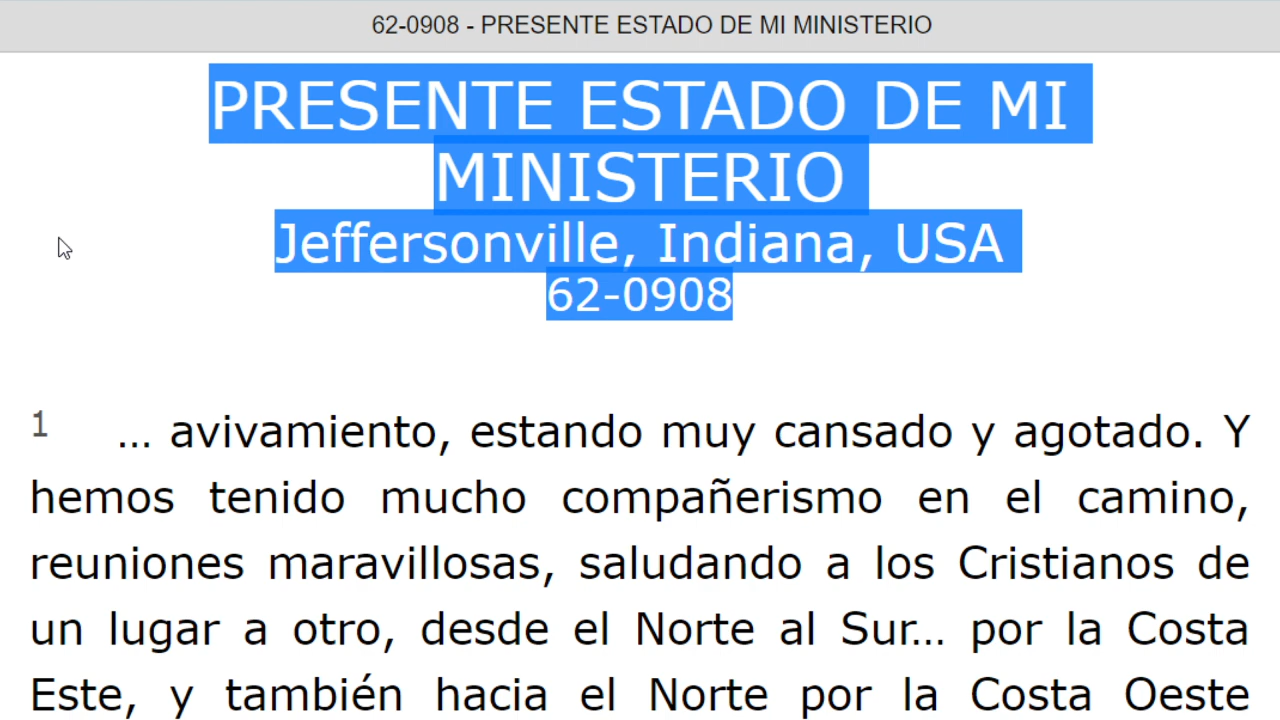 62-0908 - PRESENTE ESTADO DE MI MINISTERIO
PRESENTE ESTADO DE MI
MINISTERIO
Jeffersonville, Indiana, USA
62-0908
1 … avivamiento, estando muy cansado y agotado. Y
hemos tenido mucho compañerismo en el camino,
reuniones maravillosas, saludando a los Cristianos de
un lugar a otro, desde el Norte al Sur… por la Costa
Este, y también hacia el Norte por la Costa Oeste